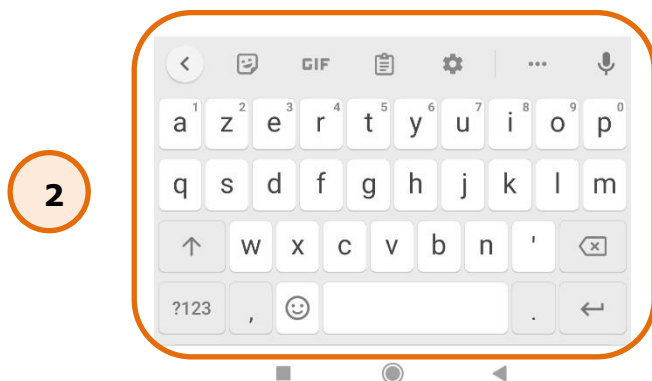 GIF
a 1 z 2 e 3 r 4 t 5 y 6 u 7 i 8 o 9 p 0
2
q s d f g h j k l m
w x c v b n '
?123 , .